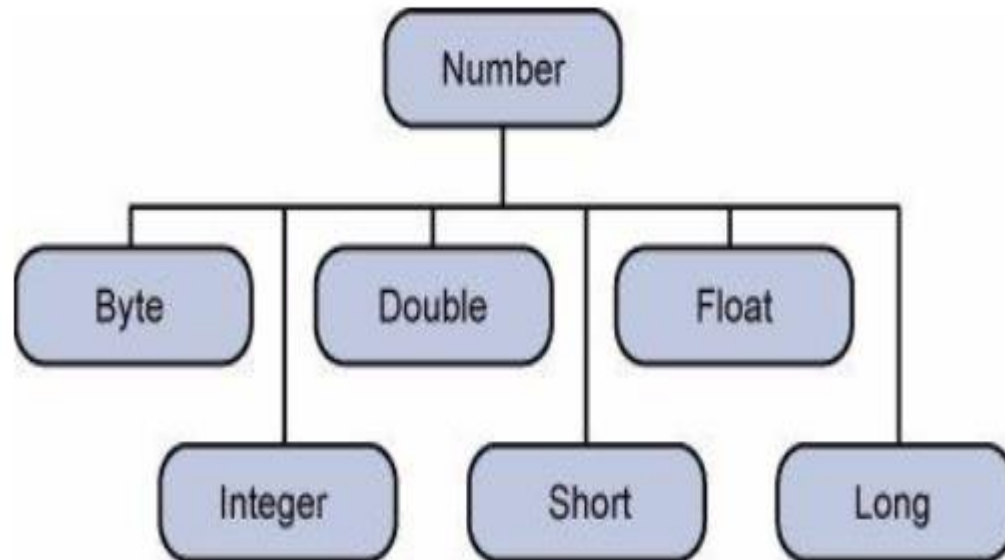 Number
Byte
Double
Float
Integer
Short
Long